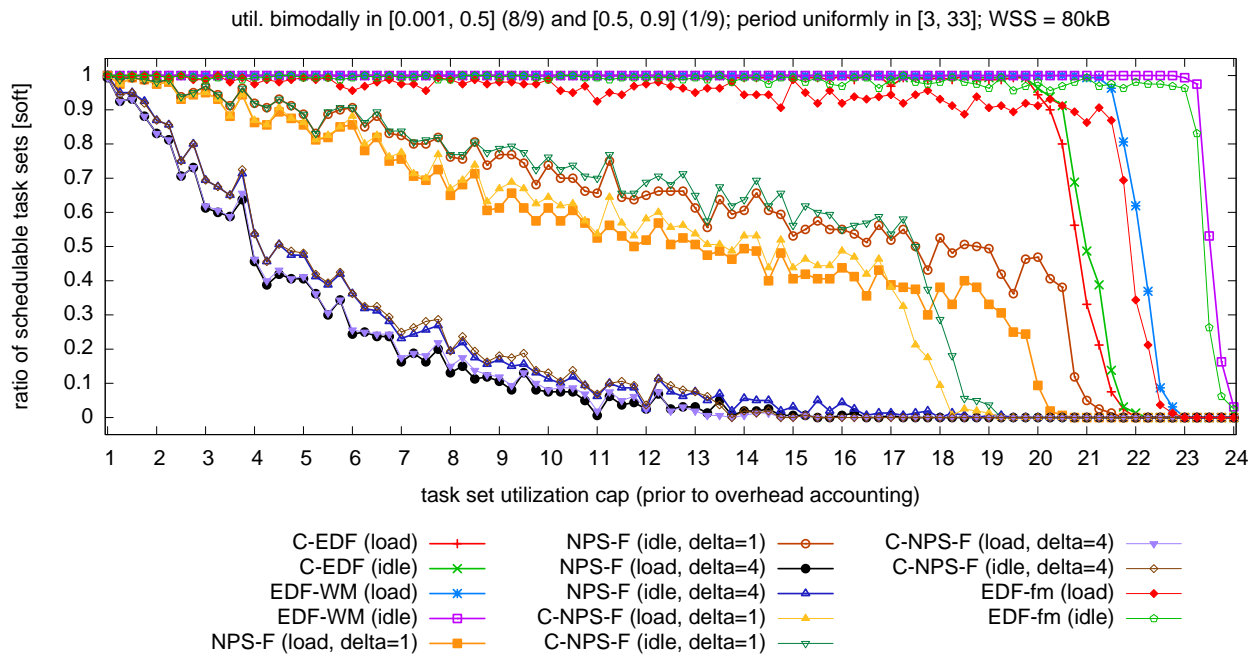 util. bimodally in [0.001, 0.5] (8/9) and [0.5, 0.9] (1/9); period uniformly in [3, 33]; WSS = 80kB
ratio of schedulable task sets [soft]
1
0.9
0.8
0.7
0.6
0.5
0.4
0.3
0.2
0.1
0
1 2 3 4 5 6 7 8 9 10 11 12 13 14 15 16 17 18 19 20 21 22 23 24
task set utilization cap (prior to overhead accounting)
C-EDF (load)
C-EDF (idle)
EDF-WM (load)
EDF-WM (idle)
NPS-F (load, delta=1)
NPS-F (idle, delta=1)
NPS-F (load, delta=4)
NPS-F (idle, delta=4)
C-NPS-F (load, delta=1)
C-NPS-F (idle, delta=1)
C-NPS-F (load, delta=4)
C-NPS-F (idle, delta=4)
EDF-fm (load)
EDF-fm (idle)